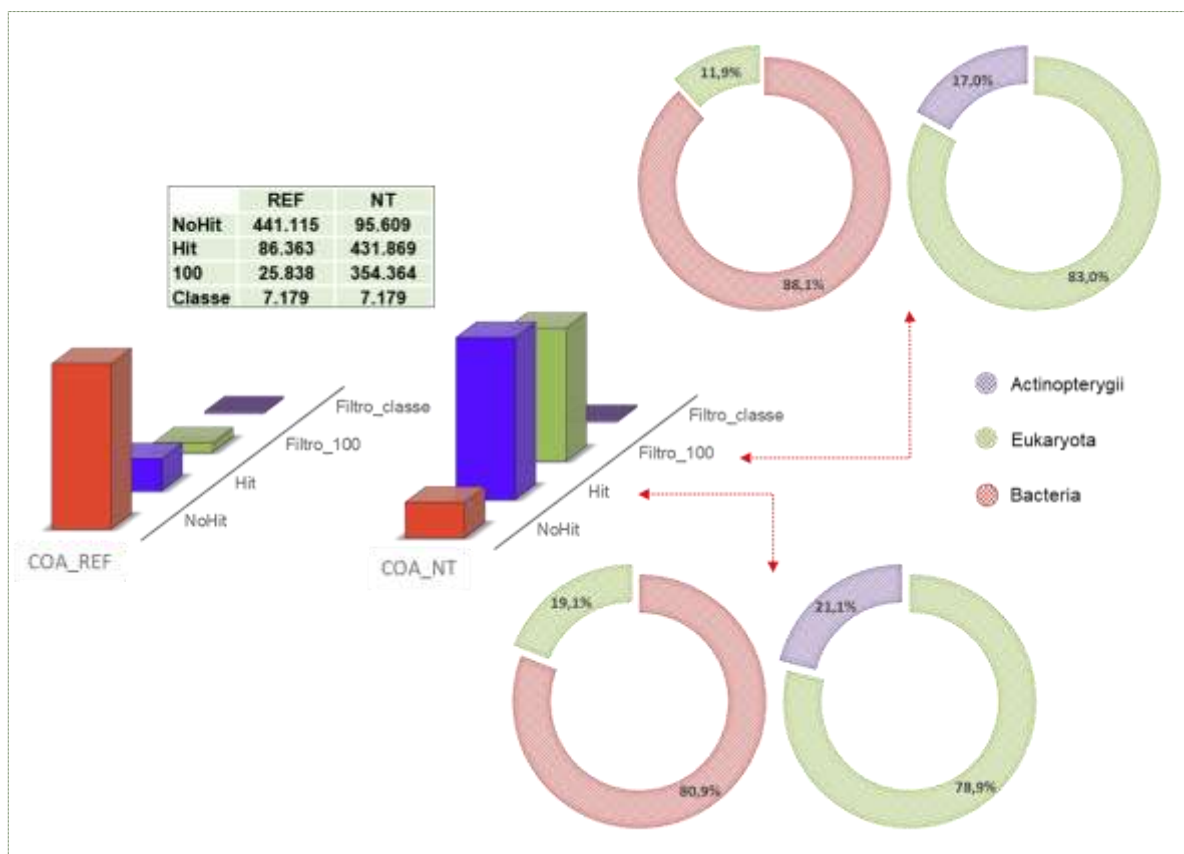 11,9%
17,0%
88,1%
83,0%
REF NT
NoHit 441.115 95.609
Hit 86.363 431.869
100 25.838 354.364
Classe 7.179 7.179
Filtro_classe
Filtro_100
Hit
NoHit
COA_REF
Filtro_classe
Filtro_100
Hit
NoHit
COA_NT
Actinopterygii
Eukaryota
Bacteria
19,1%
21,1%
80,9%
78,9%